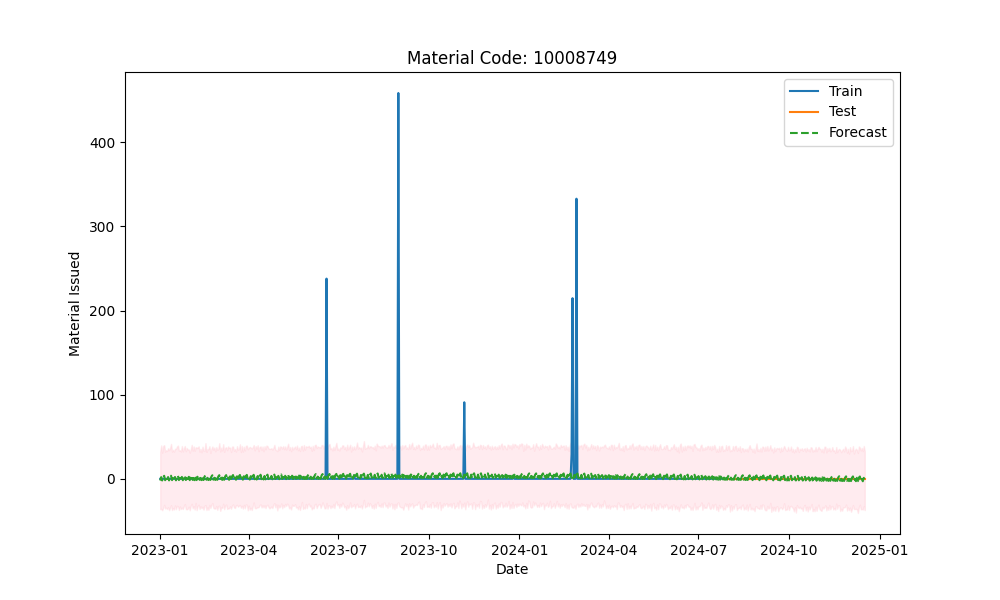 Material Code: 10008749
Train
Test
Forecast
Material Issued
400
300
200
100
0
2023-01 2023-04 2023-07 2023-10 2024-01 2024-04 2024-07 2024-10 2025-01
Date